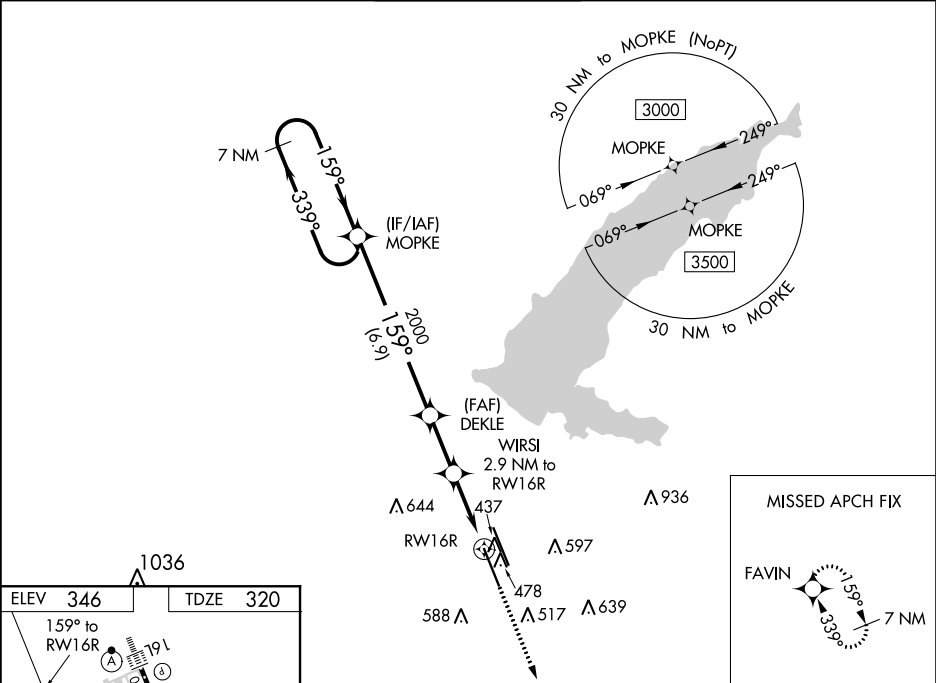 30 NM to MOPKE (NoPT)
3000
MOPKE
249°
069°
249°
069°
MOPKE
3500
30 NM to MOPKE
7 NM
159°
339°
(IF/IAF)
MOPKE
2000
159°
(6.9)
(FAF)
DEKLE
WIRSI
2.9 NM to
RW16R
644
437
936
RW16R
597
478
1036
588
517
639
MISSED APCH FIX
FAVIN
159°
339°
7 NM
ELEV 346
TDZE 320
159° to
RW16R
A
16L
P